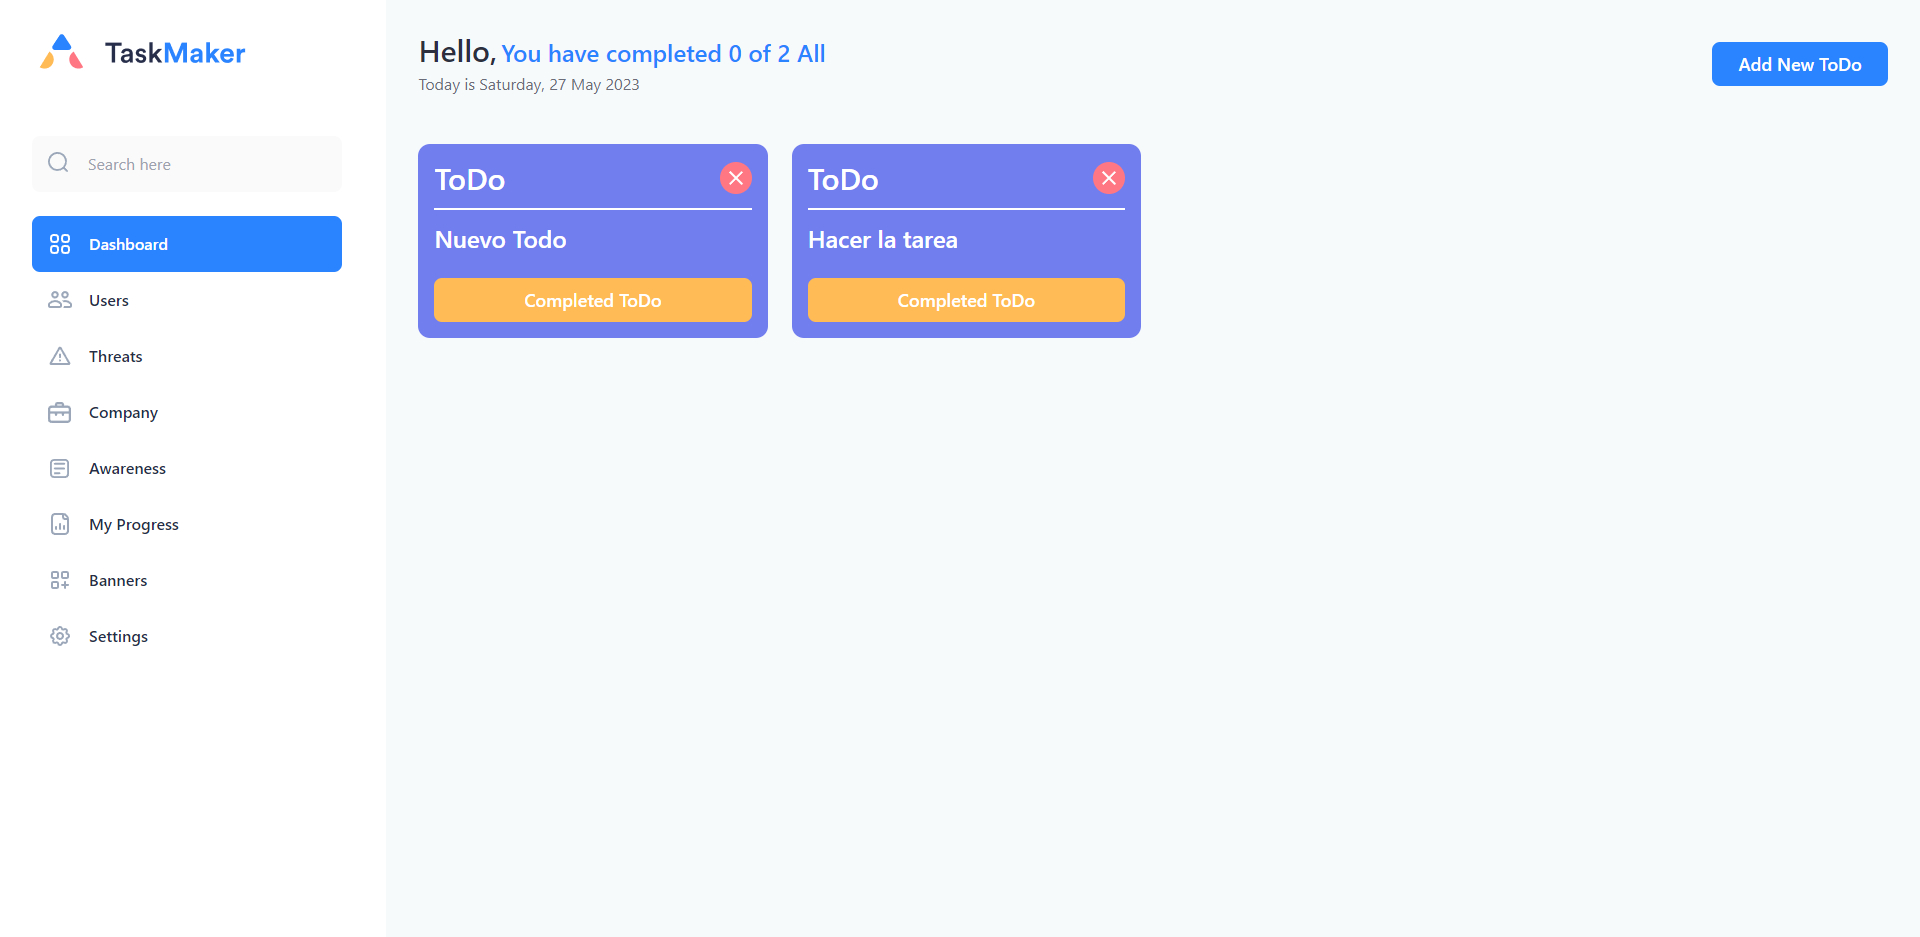 TaskMaker
Search here
Dashboard
Users
Threats
Company
Awareness
My Progress
Banners
Settings
Hello, You have completed 0 of 2 All
Today is Saturday, 27 May 2023
Add New ToDo
ToDo
Nuevo Todo
Completed ToDo
ToDo
Hacer la tarea
Completed ToDo